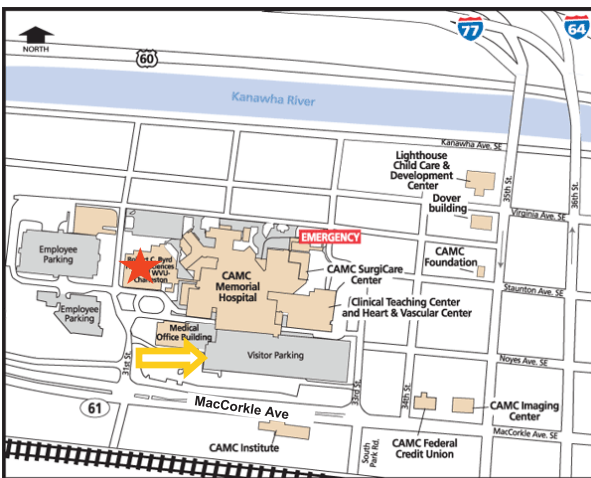 NORTH
60
77
64
Kanawha River
Kanawha Ave. SE
Lighthouse
Child Care &
Development
Center
35th St.
36th St.
Dover
building
Virginia Ave. SE
EMERGENCY
Employee
Parking
Byrd
WVU-
CAMC
Memorial
Hospital
CAMC SurgiCare
Center
CAMC
Foundation
Staunton Ave. SE
Clinical Teaching Center
and Heart & Vascular Center
Employee
Parking
Medical
Office Building
Visitor Parking
Noyes Ave. SE
31st St.
33rd St.
34th St.
61
MacCorkle Ave
CAMC Imaging
Center
MacCorkle Ave. SE
CAMC Institute
South
Park Rd.
CAMC Federal
Credit Union